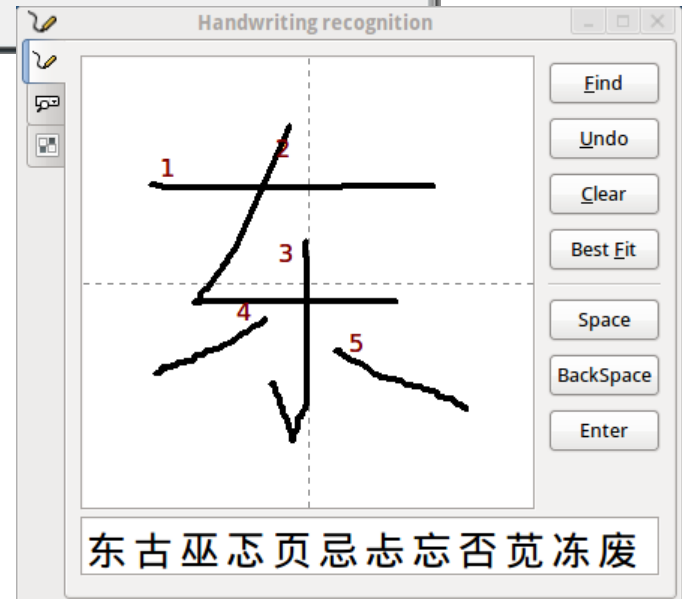 Handwriting recognition
Find
1
2
Undo
Clear
3
Best Fit
4
Space
5
BackSpace
Enter
东古巫忑页忌忐忘否苋冻废